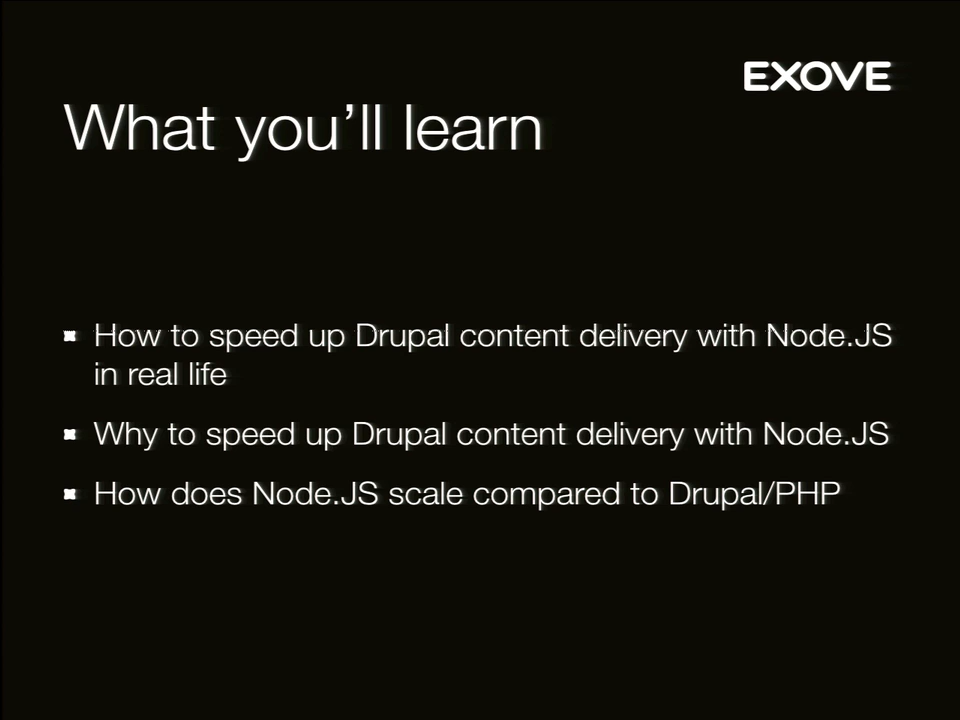 EXOVE
What you’ll learn
How to speed up Drupal content delivery with Node.JS
in real life
Why to speed up Drupal content delivery with Node.JS
How does Node.JS scale compared to Drupal/PHP